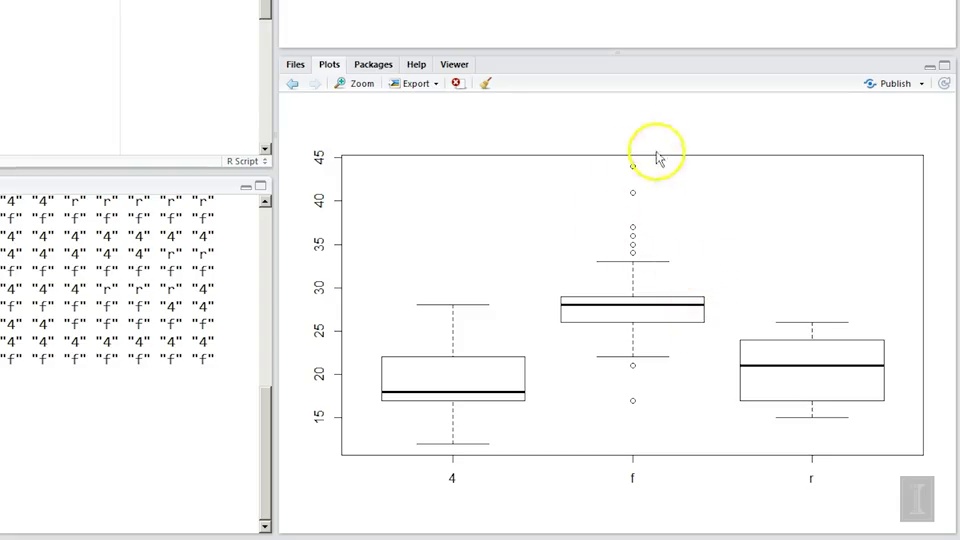 Files Plots Packages Help Viewer
Zoom Export Publish
R Script
"4" "4" "r" "r" "r" "r" "r"
"f" "f" "f" "f" "f" "f" "f"
"4" "4" "4" "4" "4" "4" "4"
"4" "4" "4" "4" "4" "r" "r"
"f" "f" "f" "f" "f" "f" "f"
"4" "4" "4" "r" "r" "r" "4"
"f" "f" "f" "f" "f" "4" "4"
"4" "4" "f" "f" "f" "f" "f"
"4" "4" "4" "4" "4" "4" "4"
"f" "f" "f" "f" "f" "f" "f"
45
40
35
30
25
20
15
4 f r
I